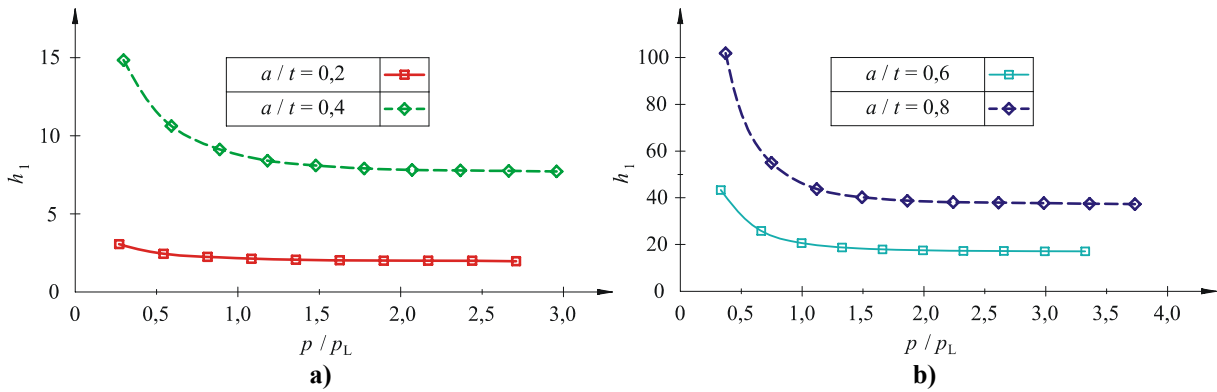 15
10
5
0
h₁
a / t = 0,2
a / t = 0,4
0 0,5 1,0 1,5 2,0 2,5 3,0
p / p_L
a)
100
80
60
40
20
0
h₁
a / t = 0,6
a / t = 0,8
0 0,5 1,0 1,5 2,0 2,5 3,0 3,5 4,0
p / p_L
b)